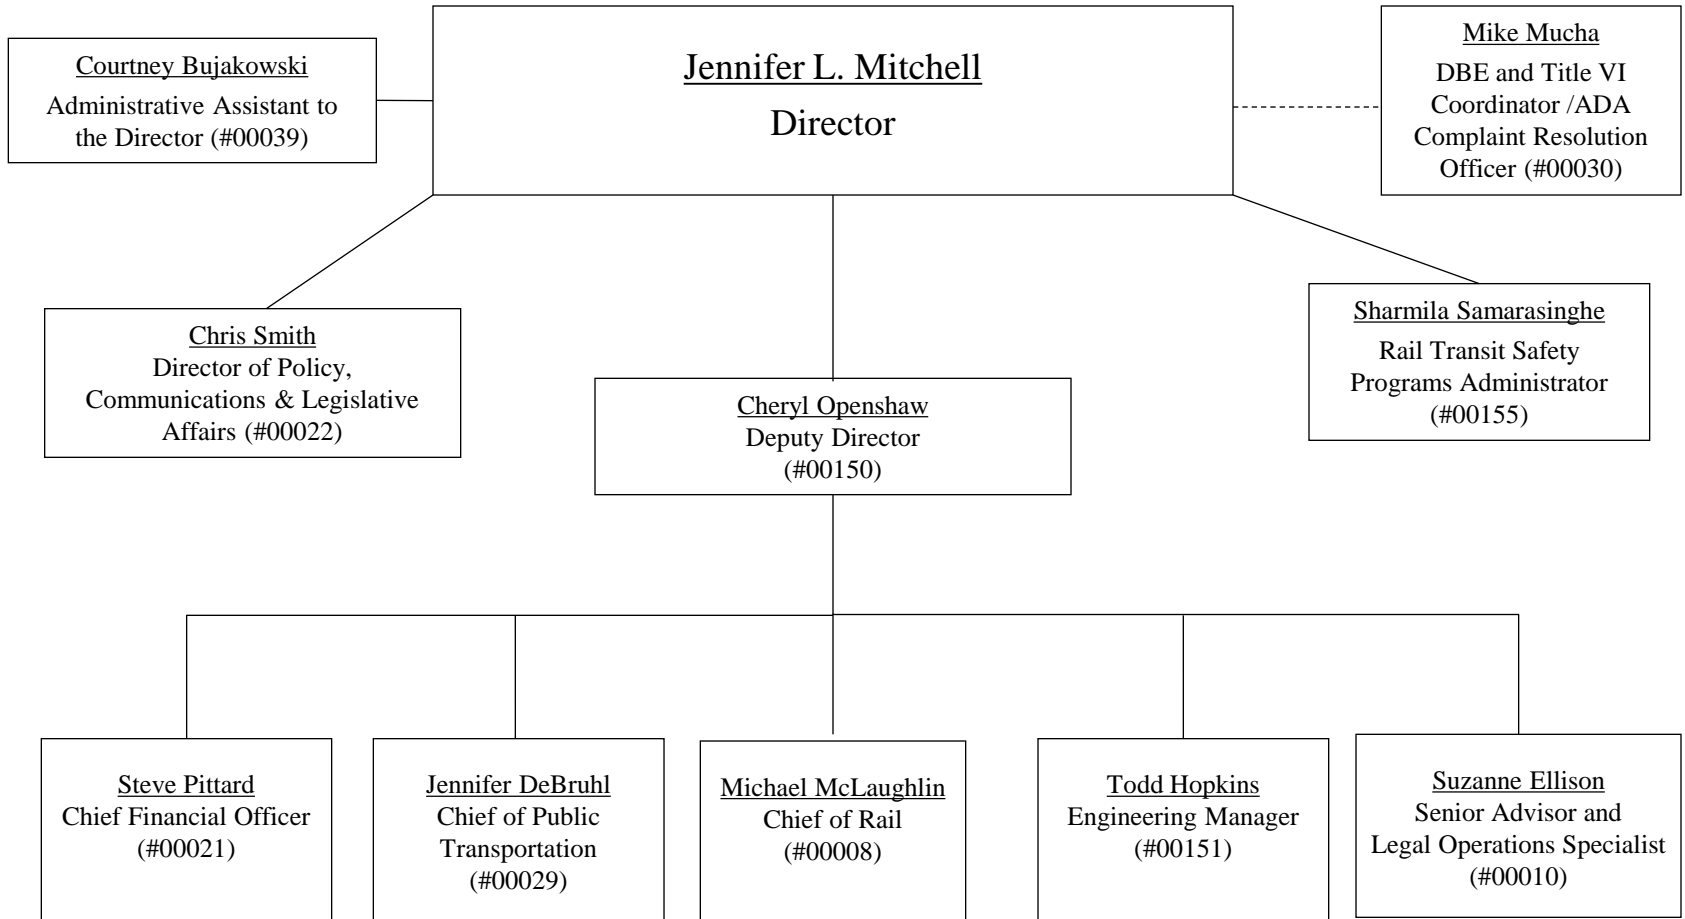 Jennifer L. Mitchell
Director
Courtney Bujakowski
Administrative Assistant to
the Director (#00039)
Mike Mucha
DBE and Title VI
Coordinator /ADA
Complaint Resolution
Officer (#00030)
Chris Smith
Director of Policy,
Communications & Legislative
Affairs (#00022)
Cheryl Openshaw
Deputy Director
(#00150)
Sharmila Samarasinghe
Rail Transit Safety
Programs Administrator
(#00155)
Steve Pittard
Chief Financial Officer
(#00021)
Jennifer DeBruhl
Chief of Public
Transportation
(#00029)
Michael McLaughlin
Chief of Rail
(#00008)
Todd Hopkins
Engineering Manager
(#00151)
Suzanne Ellison
Senior Advisor and
Legal Operations Specialist
(#00010)